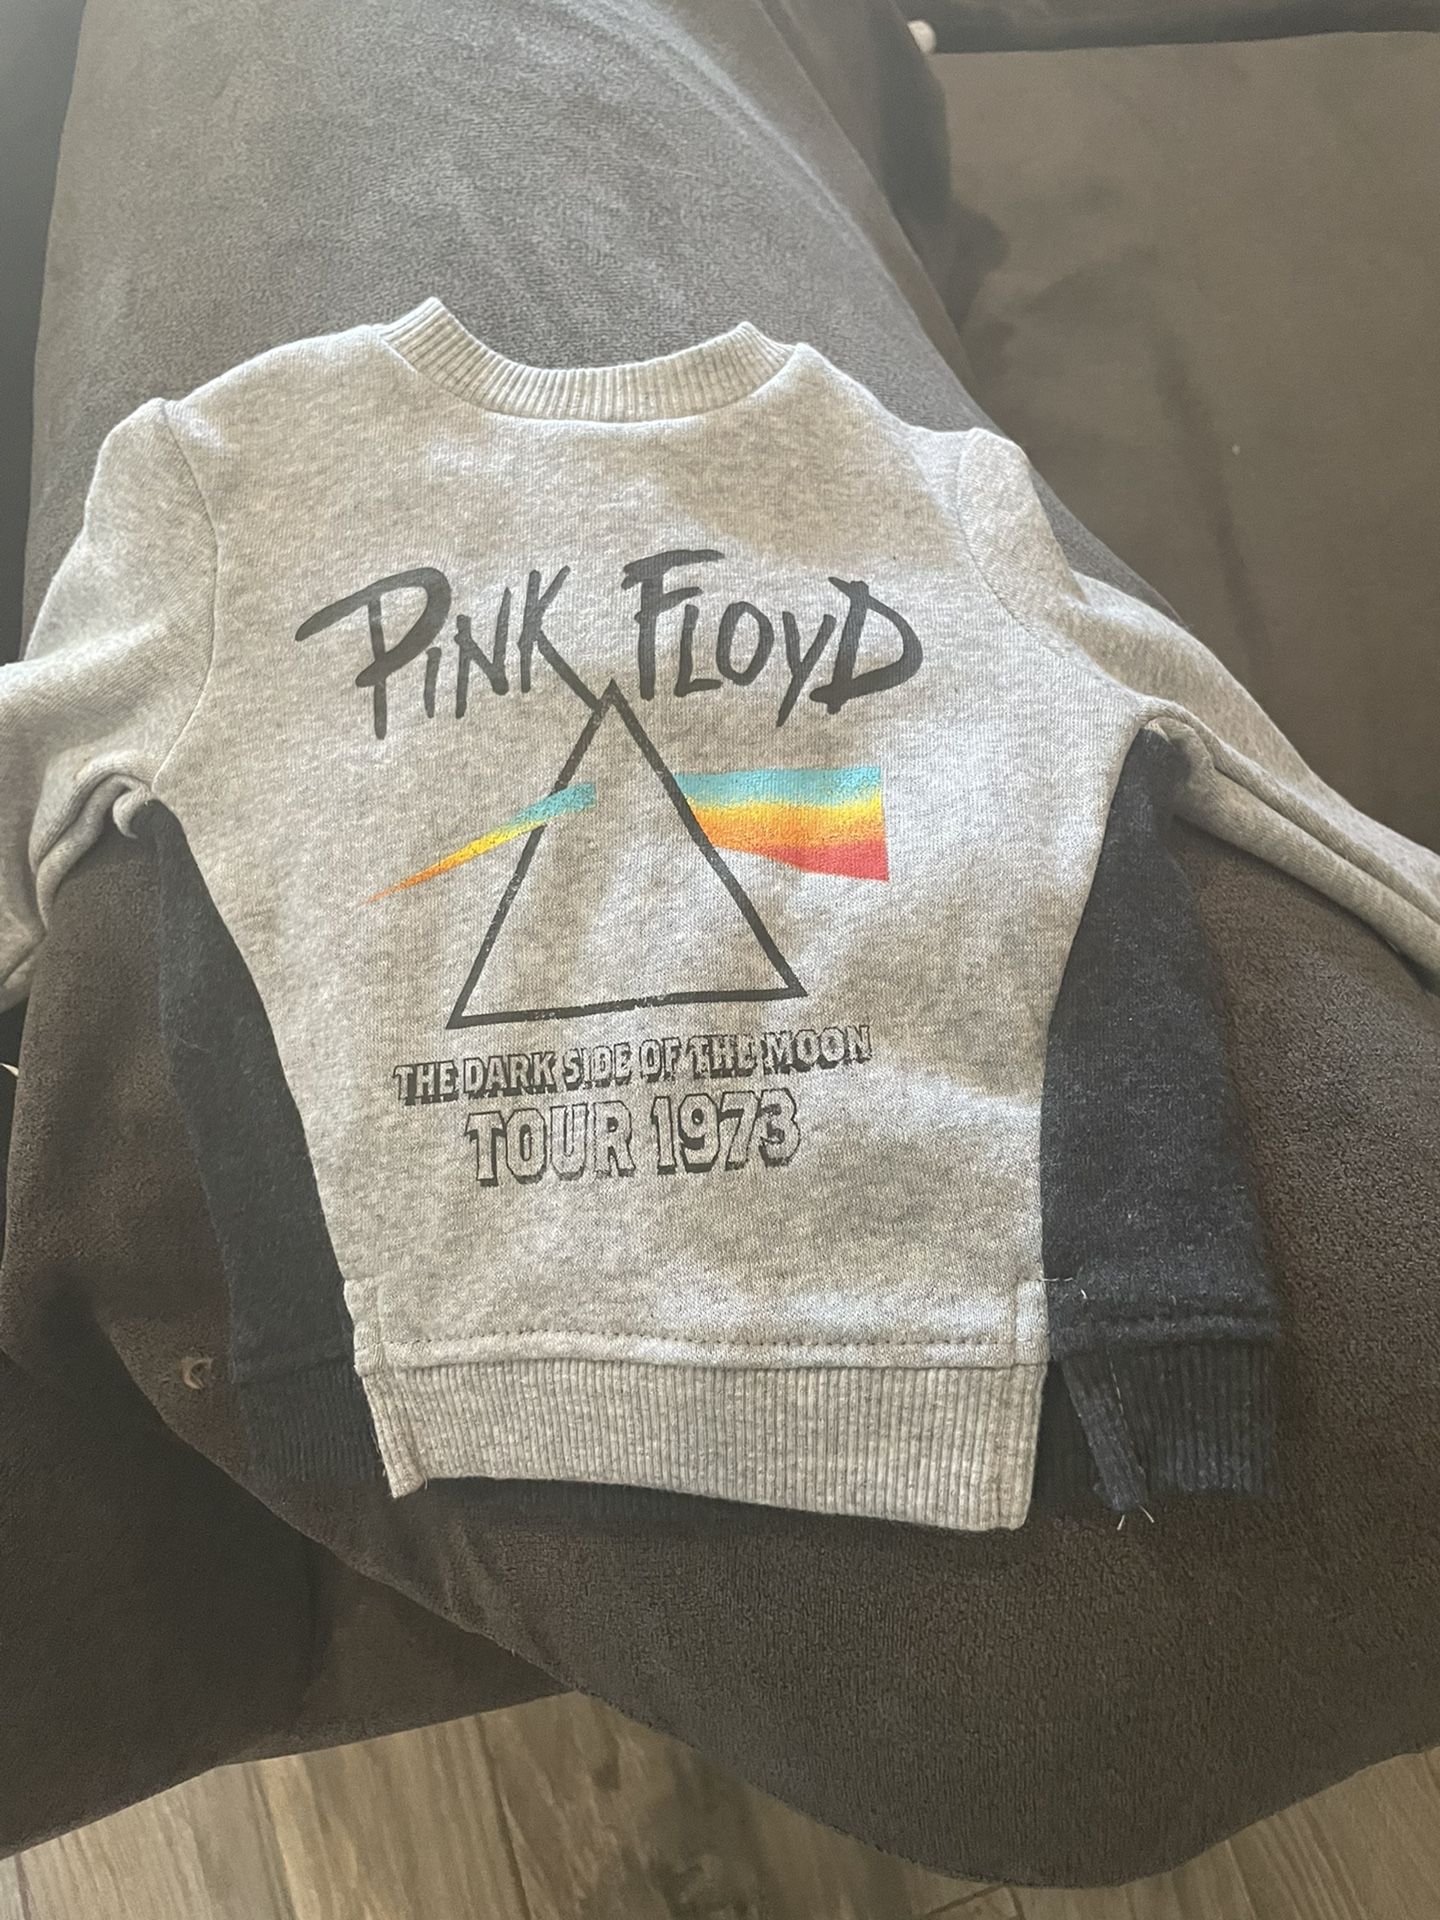 PINK FLOYD
THE DARK SIDE OF THE MOON
TOUR 1973